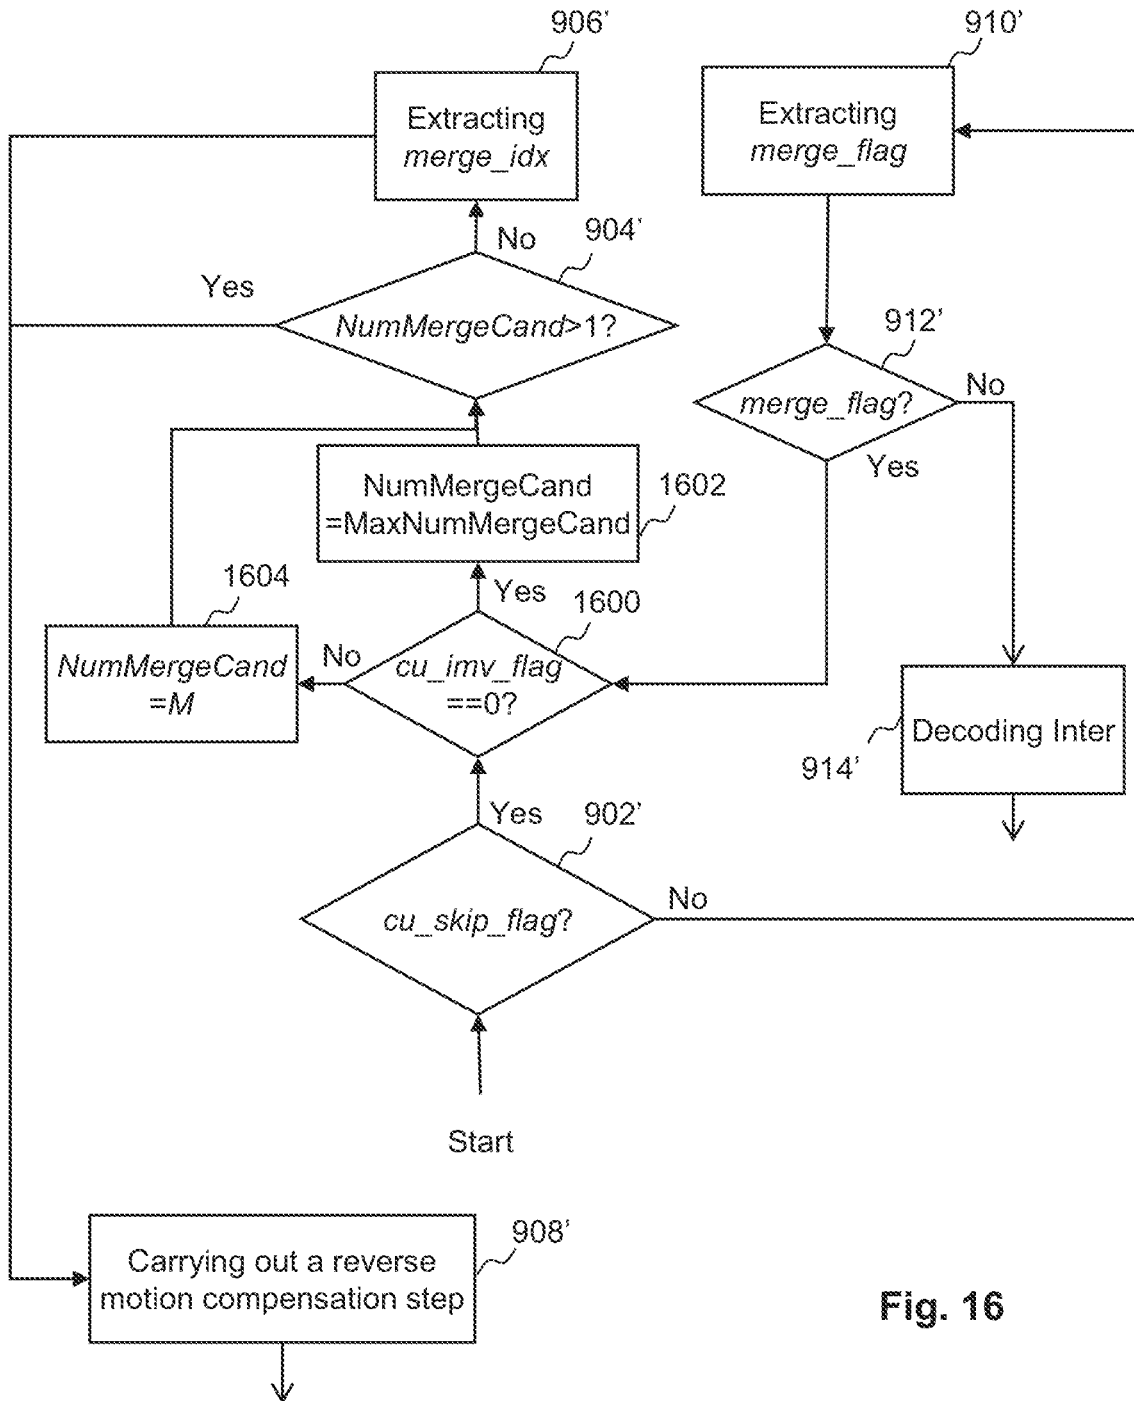 906’
910’
Extracting
merge_idx
Extracting
merge_flag
No
904’
Yes
NumMergeCand>1?
912’
merge_flag?
No
Yes
NumMergeCand
=MaxNumMergeCand
1602
1604
Yes
1600
NumMergeCand
=M
No
cu_imv_flag
==0?
Decoding Inter
914’
Yes
902’
cu_skip_flag?
No
Start
908’
Carrying out a reverse
motion compensation step
Fig. 16